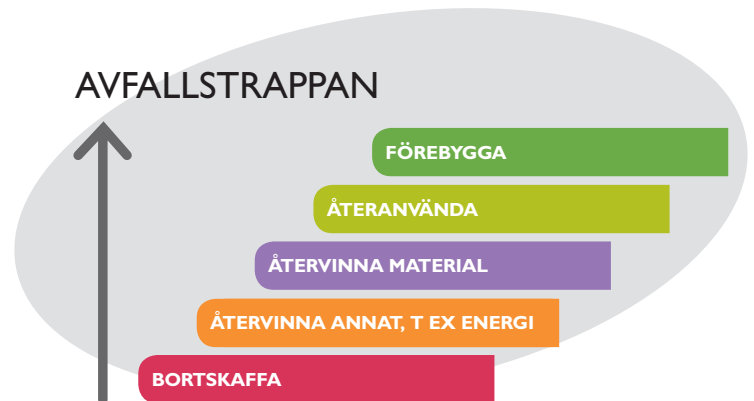 AVFALLSTRAPPAN
FÖREBYGGA
ÅTERANVÄNDA
ÅTERVINNA MATERIAL
ÅTERVINNA ANNAT, T EX ENERGI
BORTSKAFFA